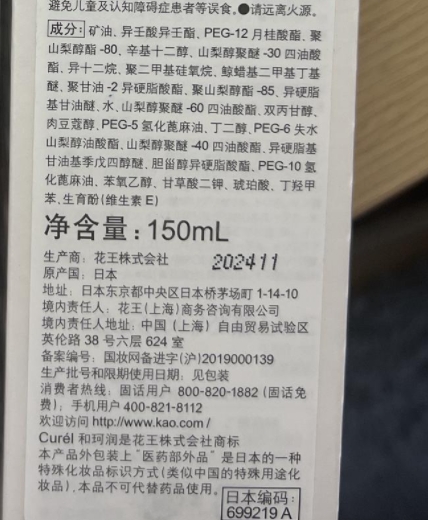 避免儿童及认知障碍症患者等误食。●请远离火源。
成分: 矿油、异壬酸异壬酯、PEG-12 月桂酸酯、聚
山梨醇酯 -80、辛基十二醇、山梨醇聚醚 -30 四油酸
酯、异十二烷、聚二甲基硅氧烷、鲸蜡基二甲基丁基
醚、聚甘油 -2 异硬脂酸酯、聚山梨醇酯 -85、异硬脂
基甘油醚、水、山梨醇聚醚 -60 四油酸酯、双丙甘醇、
肉豆蔻醇、PEG-5 氢化蓖麻油、丁二醇、PEG-6 失水
山梨醇油酸酯、山梨醇聚醚 -40 四油酸酯、异硬脂基
甘油基季戊四醇醚、胆甾醇异硬脂酸酯、PEG-10 氢
化蓖麻油、苯氧乙醇、甘草酸二钾、琥珀酸、丁羟甲
苯、生育酚(维生素 E)
净含量:150mL
生产商: 花王株式会社 202411
原产国: 日本
地址: 日本东京都中央区日本桥茅场町 1-14-10
境内责任人: 花王(上海)商务咨询有限公司
境内责任人地址: 中国 (上海) 自由贸易试验区
英伦路 38 号六层 624 室
备案编号: 国妆网备进字(沪)2019000139
生产批号和限期使用日期: 见包装
消费者热线: 固话用户 800-820-1882 (固话免
费); 手机用户 400-821-8112
欢迎访问 http://www.kao.com /
Curél 和珂润是花王株式会社商标
本产品外包装上 "医药部外品" 是日本的一种
特殊化妆品标识方式(类似中国的特殊用途化
妆品), 本品不可代替药品使用。
日本编码:
699219 A